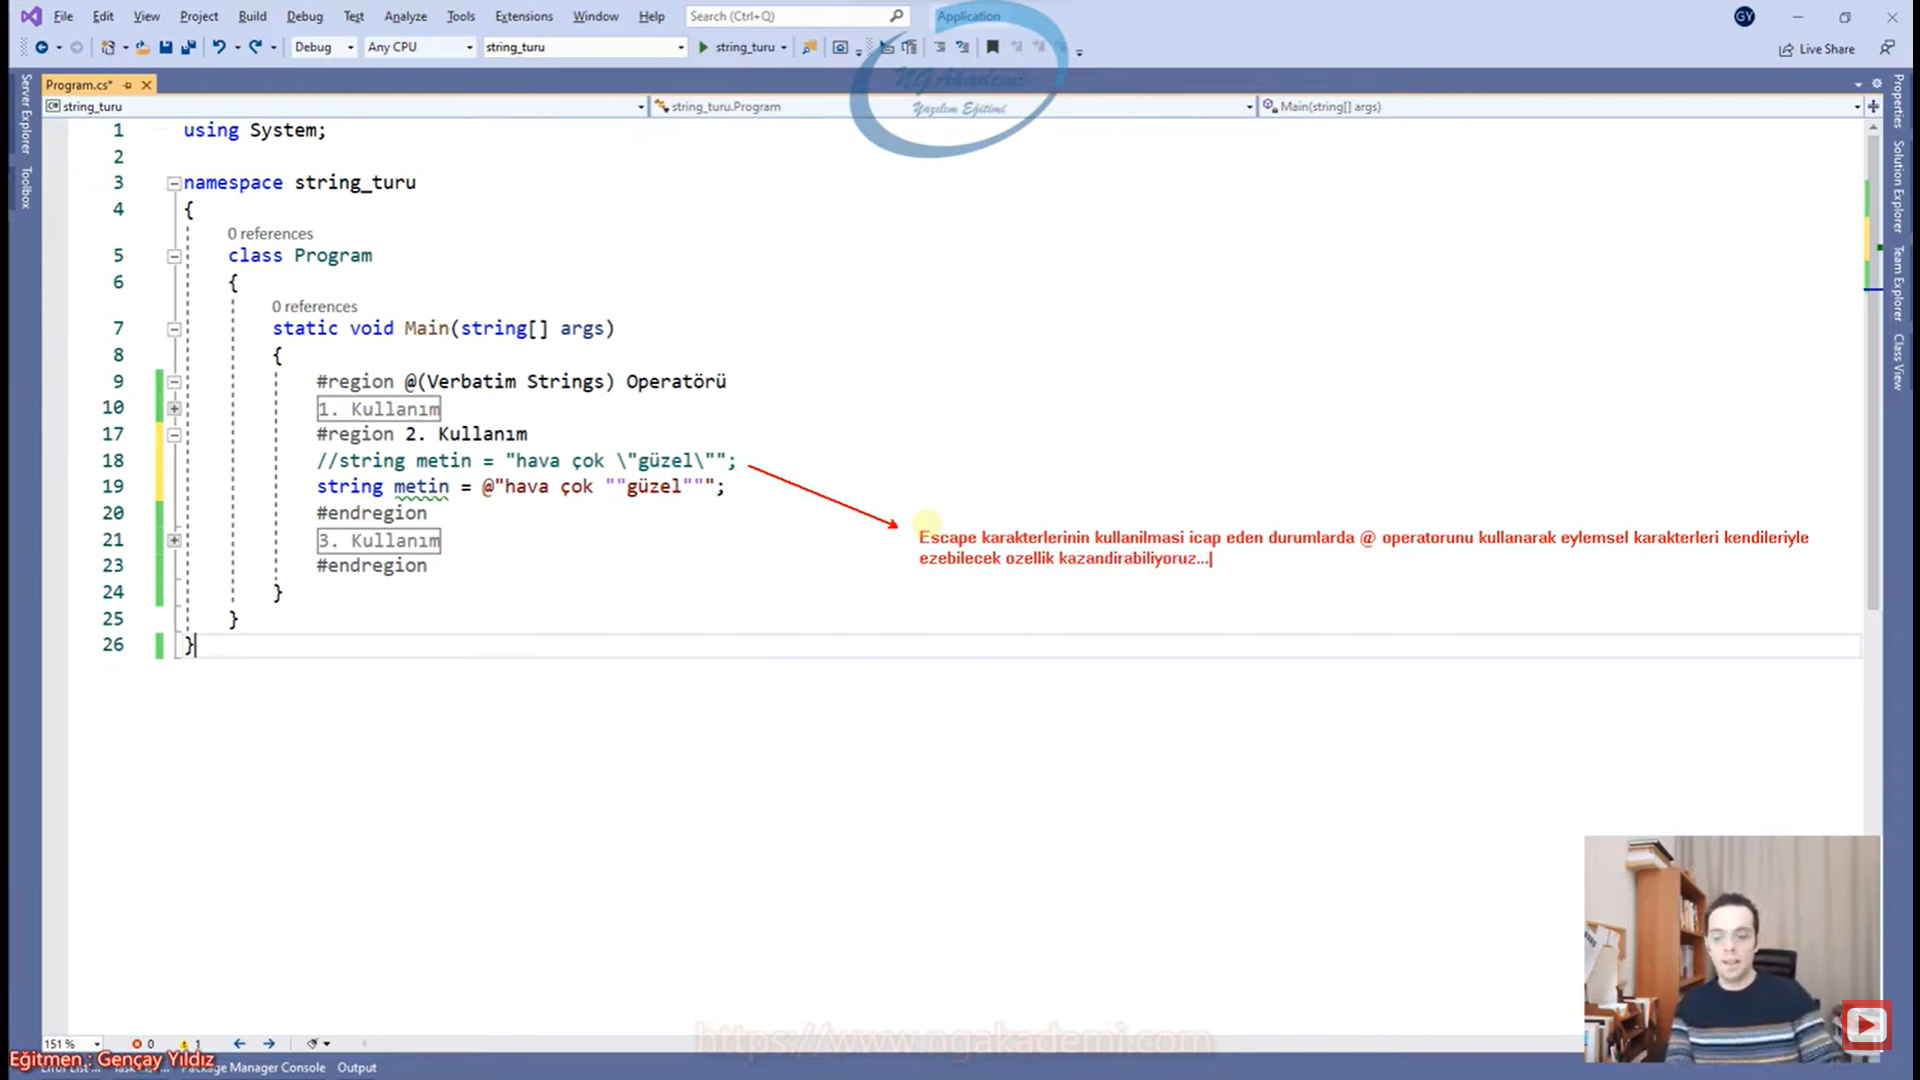 File Edit View Project Build Debug Test Analyze Tools Extensions Window Help Search (Ctrl+Q) Application GY
Debug Any CPU string_turu string_turu Live Share
NGAkademi
Yazılım Eğitimi
Program.cs*
string_turu string_turu.Program Main(string[] args)
Server Explorer
Toolbox
Properties
Solution Explorer
Team Explorer
Class View
1 using System;
2
3 namespace string_turu
4 {
0 references
5 class Program
6 {
0 references
7 static void Main(string[] args)
8 {
9 #region @(Verbatim Strings) Operatörü
10 1. Kullanım
17 #region 2. Kullanım
18 //string metin = "hava çok \"güzel\"";
19 string metin = @"hava çok ""güzel""";
20 #endregion
21 3. Kullanım
23 #endregion
24 }
25 }
26 }
Escape karakterlerinin kullanilmasi icap eden durumlarda @ operatorunu kullanarak eylemsel karakterleri kendileriyle
ezebilecek ozellik kazandirabiliyoruz...
https://www.ngakademi.com
151 % 0 1
Eğitmen : Gençay Yıldız
Package Manager Console Output